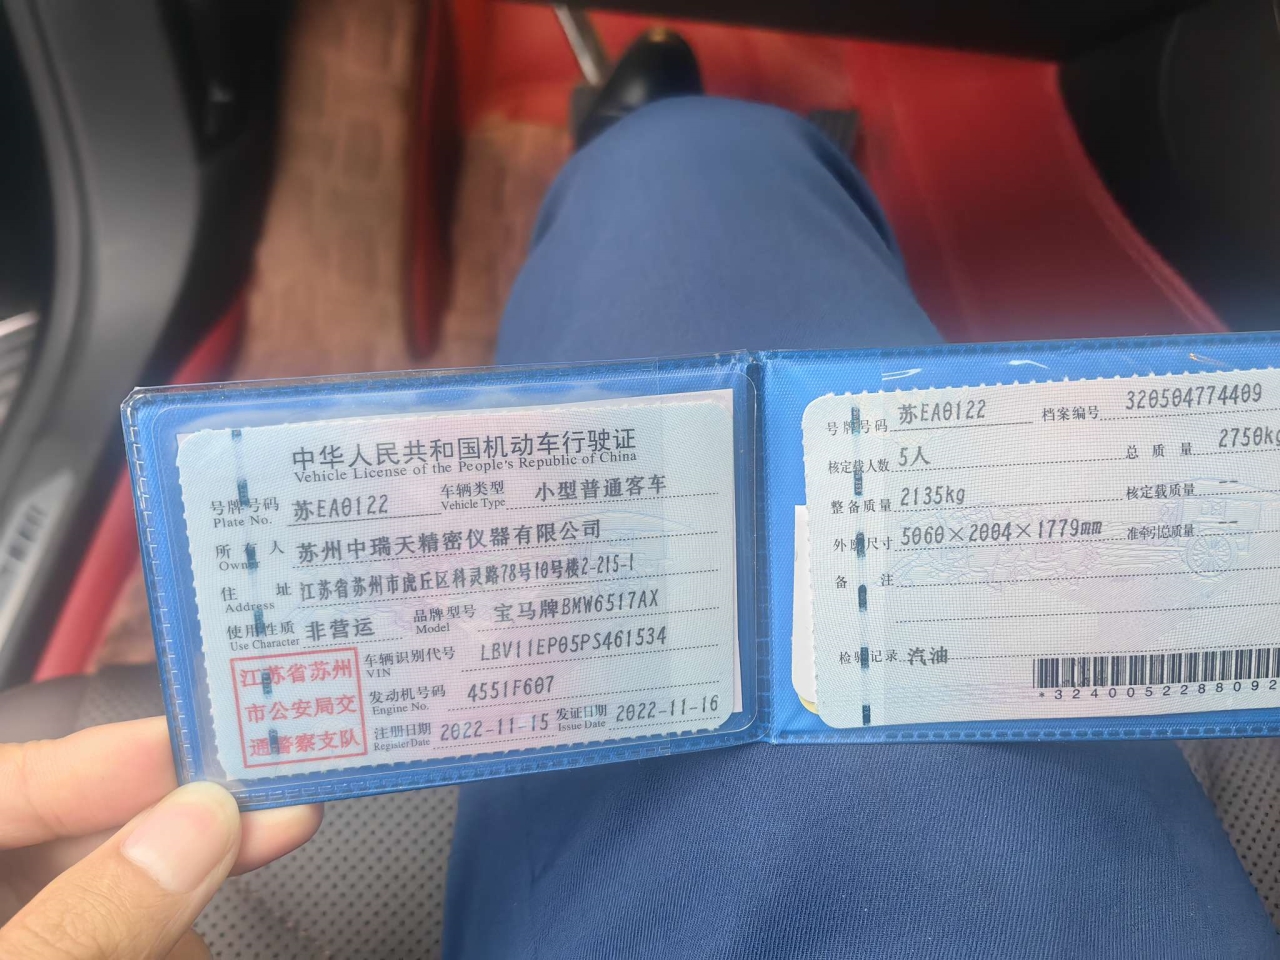 中华人民共和国机动车行驶证
Vehicle License of the People's Republic of China
号牌号码 苏EA0122 车辆类型 小型普通客车
Plate No. Vehicle Type
所有人 苏州中瑞天精密仪器有限公司
Owner
住址 江苏省苏州市虎丘区科灵路78号10号楼2-215-1
Address
使用性质 非营运 品牌型号 宝马牌BMW6517AX
Use Character Model
江苏省苏州
市公安局交
通警察支队
车辆识别代号 LBV11EP05PS461534
VIN
发动机号码 4551F607
Engine No.
注册日期 2022-11-15 发证日期 2022-11-16
Register Date Issue Date
号牌号码 苏EA0122 档案编号 320504774409
核定载人数 5人 总质量 2750kg
整备质量 2135kg 核定载质量 --
外廓尺寸 5060×2004×1779mm 准牵引总质量 --
备注
检验记录 汽油
*3240052288092